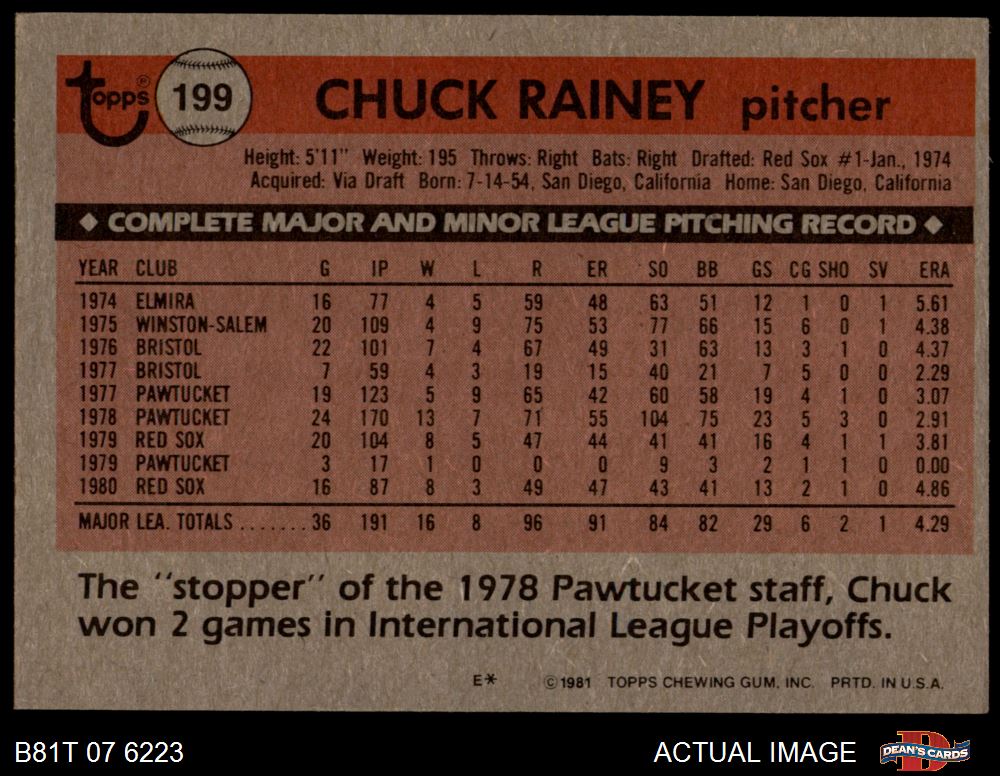 topps® 199 CHUCK RAINEY pitcher
Height: 5'11" Weight: 195 Throws: Right Bats: Right Drafted: Red Sox #1-Jan., 1974
Acquired: Via Draft Born: 7-14-54, San Diego, California Home: San Diego, California
◆ COMPLETE MAJOR AND MINOR LEAGUE PITCHING RECORD ◆
YEAR CLUB G IP W L R ER SO BB GS CG SHO SV ERA
1974 ELMIRA 16 77 4 5 59 48 63 51 12 1 0 1 5.61
1975 WINSTON-SALEM 20 109 4 9 75 53 77 66 15 6 0 1 4.38
1976 BRISTOL 22 101 7 4 67 49 31 63 13 3 1 0 4.37
1977 BRISTOL 7 59 4 3 19 15 40 21 7 5 0 0 2.29
1977 PAWTUCKET 19 123 5 9 65 42 60 58 19 4 1 0 3.07
1978 PAWTUCKET 24 170 13 7 71 55 104 75 23 5 3 0 2.91
1979 RED SOX 20 104 8 5 47 44 41 41 16 4 1 1 3.81
1979 PAWTUCKET 3 17 1 0 0 0 9 3 2 1 1 0 0.00
1980 RED SOX 16 87 8 3 49 47 43 41 13 2 1 0 4.86
MAJOR LEA. TOTALS ....... 36 191 16 8 96 91 84 82 29 6 2 1 4.29
The "stopper" of the 1978 Pawtucket staff, Chuck
won 2 games in International League Playoffs.
E* ©1981 TOPPS CHEWING GUM, INC. PRTD. IN U.S.A.
B81T 07 6223 ACTUAL IMAGE DEAN'S CARDS